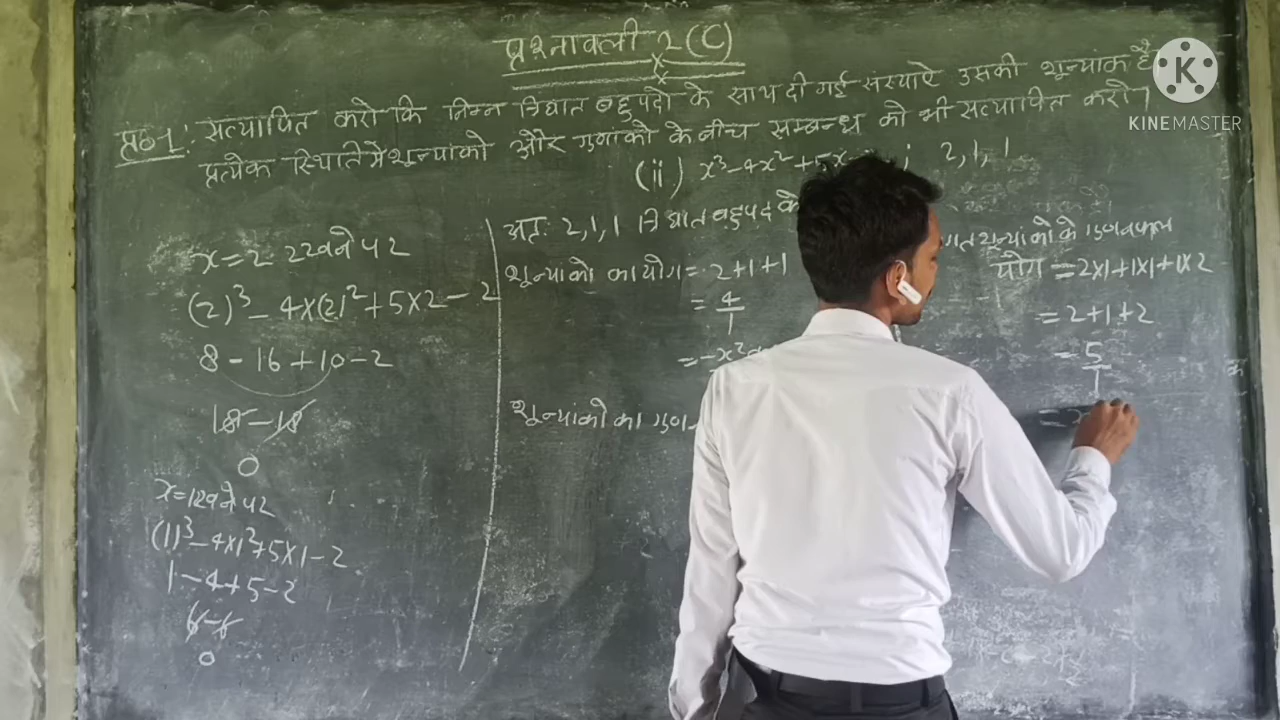 प्रश्नावली 2(C)
प्र०-1: सत्यापित करो कि निम्न त्रिघात बहुपदो के साथ दी गई संख्याऐ उसकी शून्यांक है
प्रत्येक स्थिति मे शून्यांको और गुणांको के बीच सम्बन्ध को भी सत्यापित करो।
(ii) x³-4x²+5x ; 2,1,1
x=2 रखने पर
(2)³ - 4×(2)² + 5×2 - 2
8 - 16 + 10 - 2
18 - 18
0
x=1 रखने पर
(1)³ - 4×1² + 5×1 - 2
1 - 4 + 5 - 2
6 - 6
0
अतः 2,1,1 त्रिघात बहुपद के
शून्यांको का योग = 2+1+1
= 4/1
= -x²
शून्यांको का गुण
शून्यांको के गुणनफल
योग = 2×1+1×1+1×2
= 2+1+2
= 5/1
= x
K
KINEMASTER